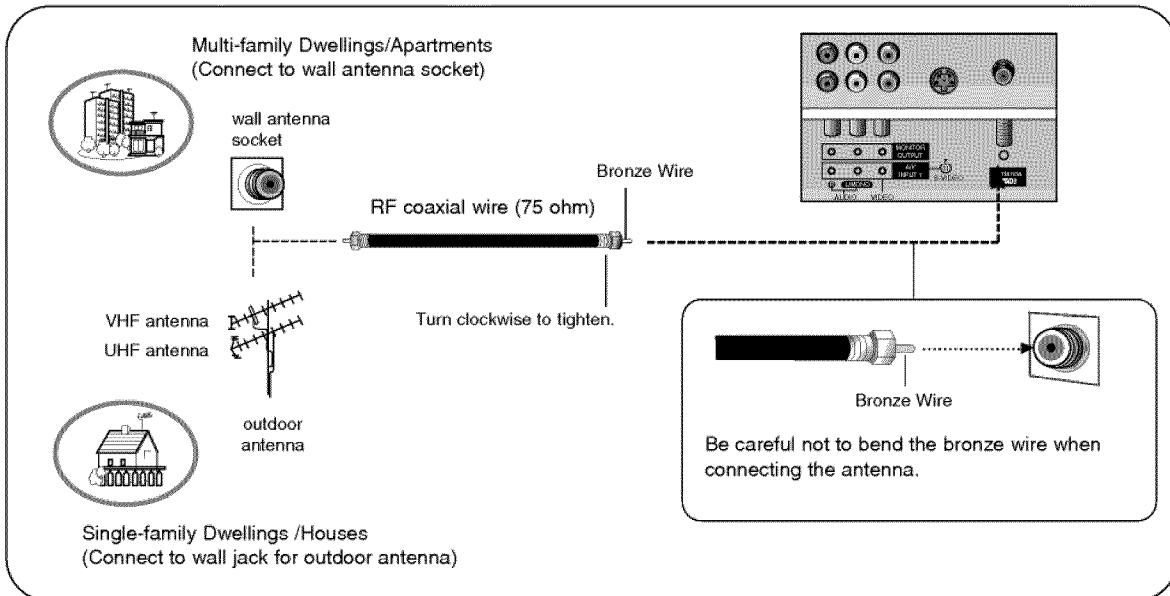 Multi-family Dwellings/Apartments
(Connect to wall antenna socket)
wall antenna
socket
Bronze Wire
RF coaxial wire (75 ohm)
Turn clockwise to tighten.
VHF antenna
UHF antenna
outdoor
antenna
Single-family Dwellings /Houses
(Connect to wall jack for outdoor antenna)
MONITOR
OUTPUT
A/V
INPUT 1
S-VIDEO
(MONO)
AUDIO
VIDEO
Bronze Wire
Be careful not to bend the bronze wire when
connecting the antenna.